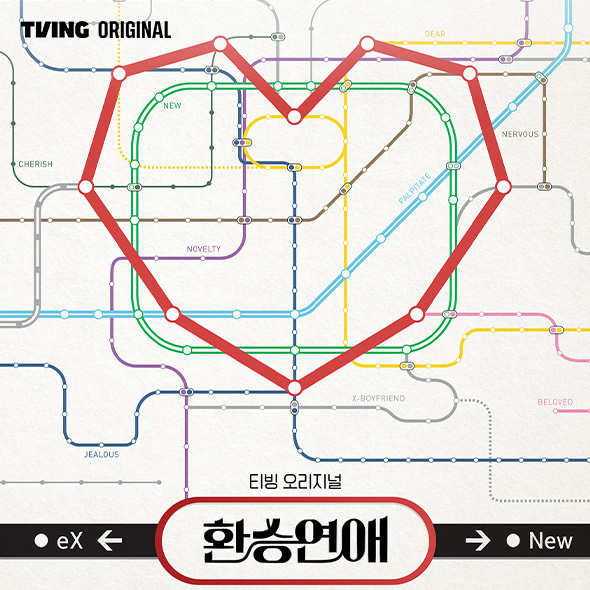 TVING ORIGINAL
DEAR
NEW
NERVOUS
CHERISH
PALPITATE
NOVELTY
X-BOYFRIEND
BELOVED
JEALOUS
티빙 오리지널
eX ← 환승연애 → New